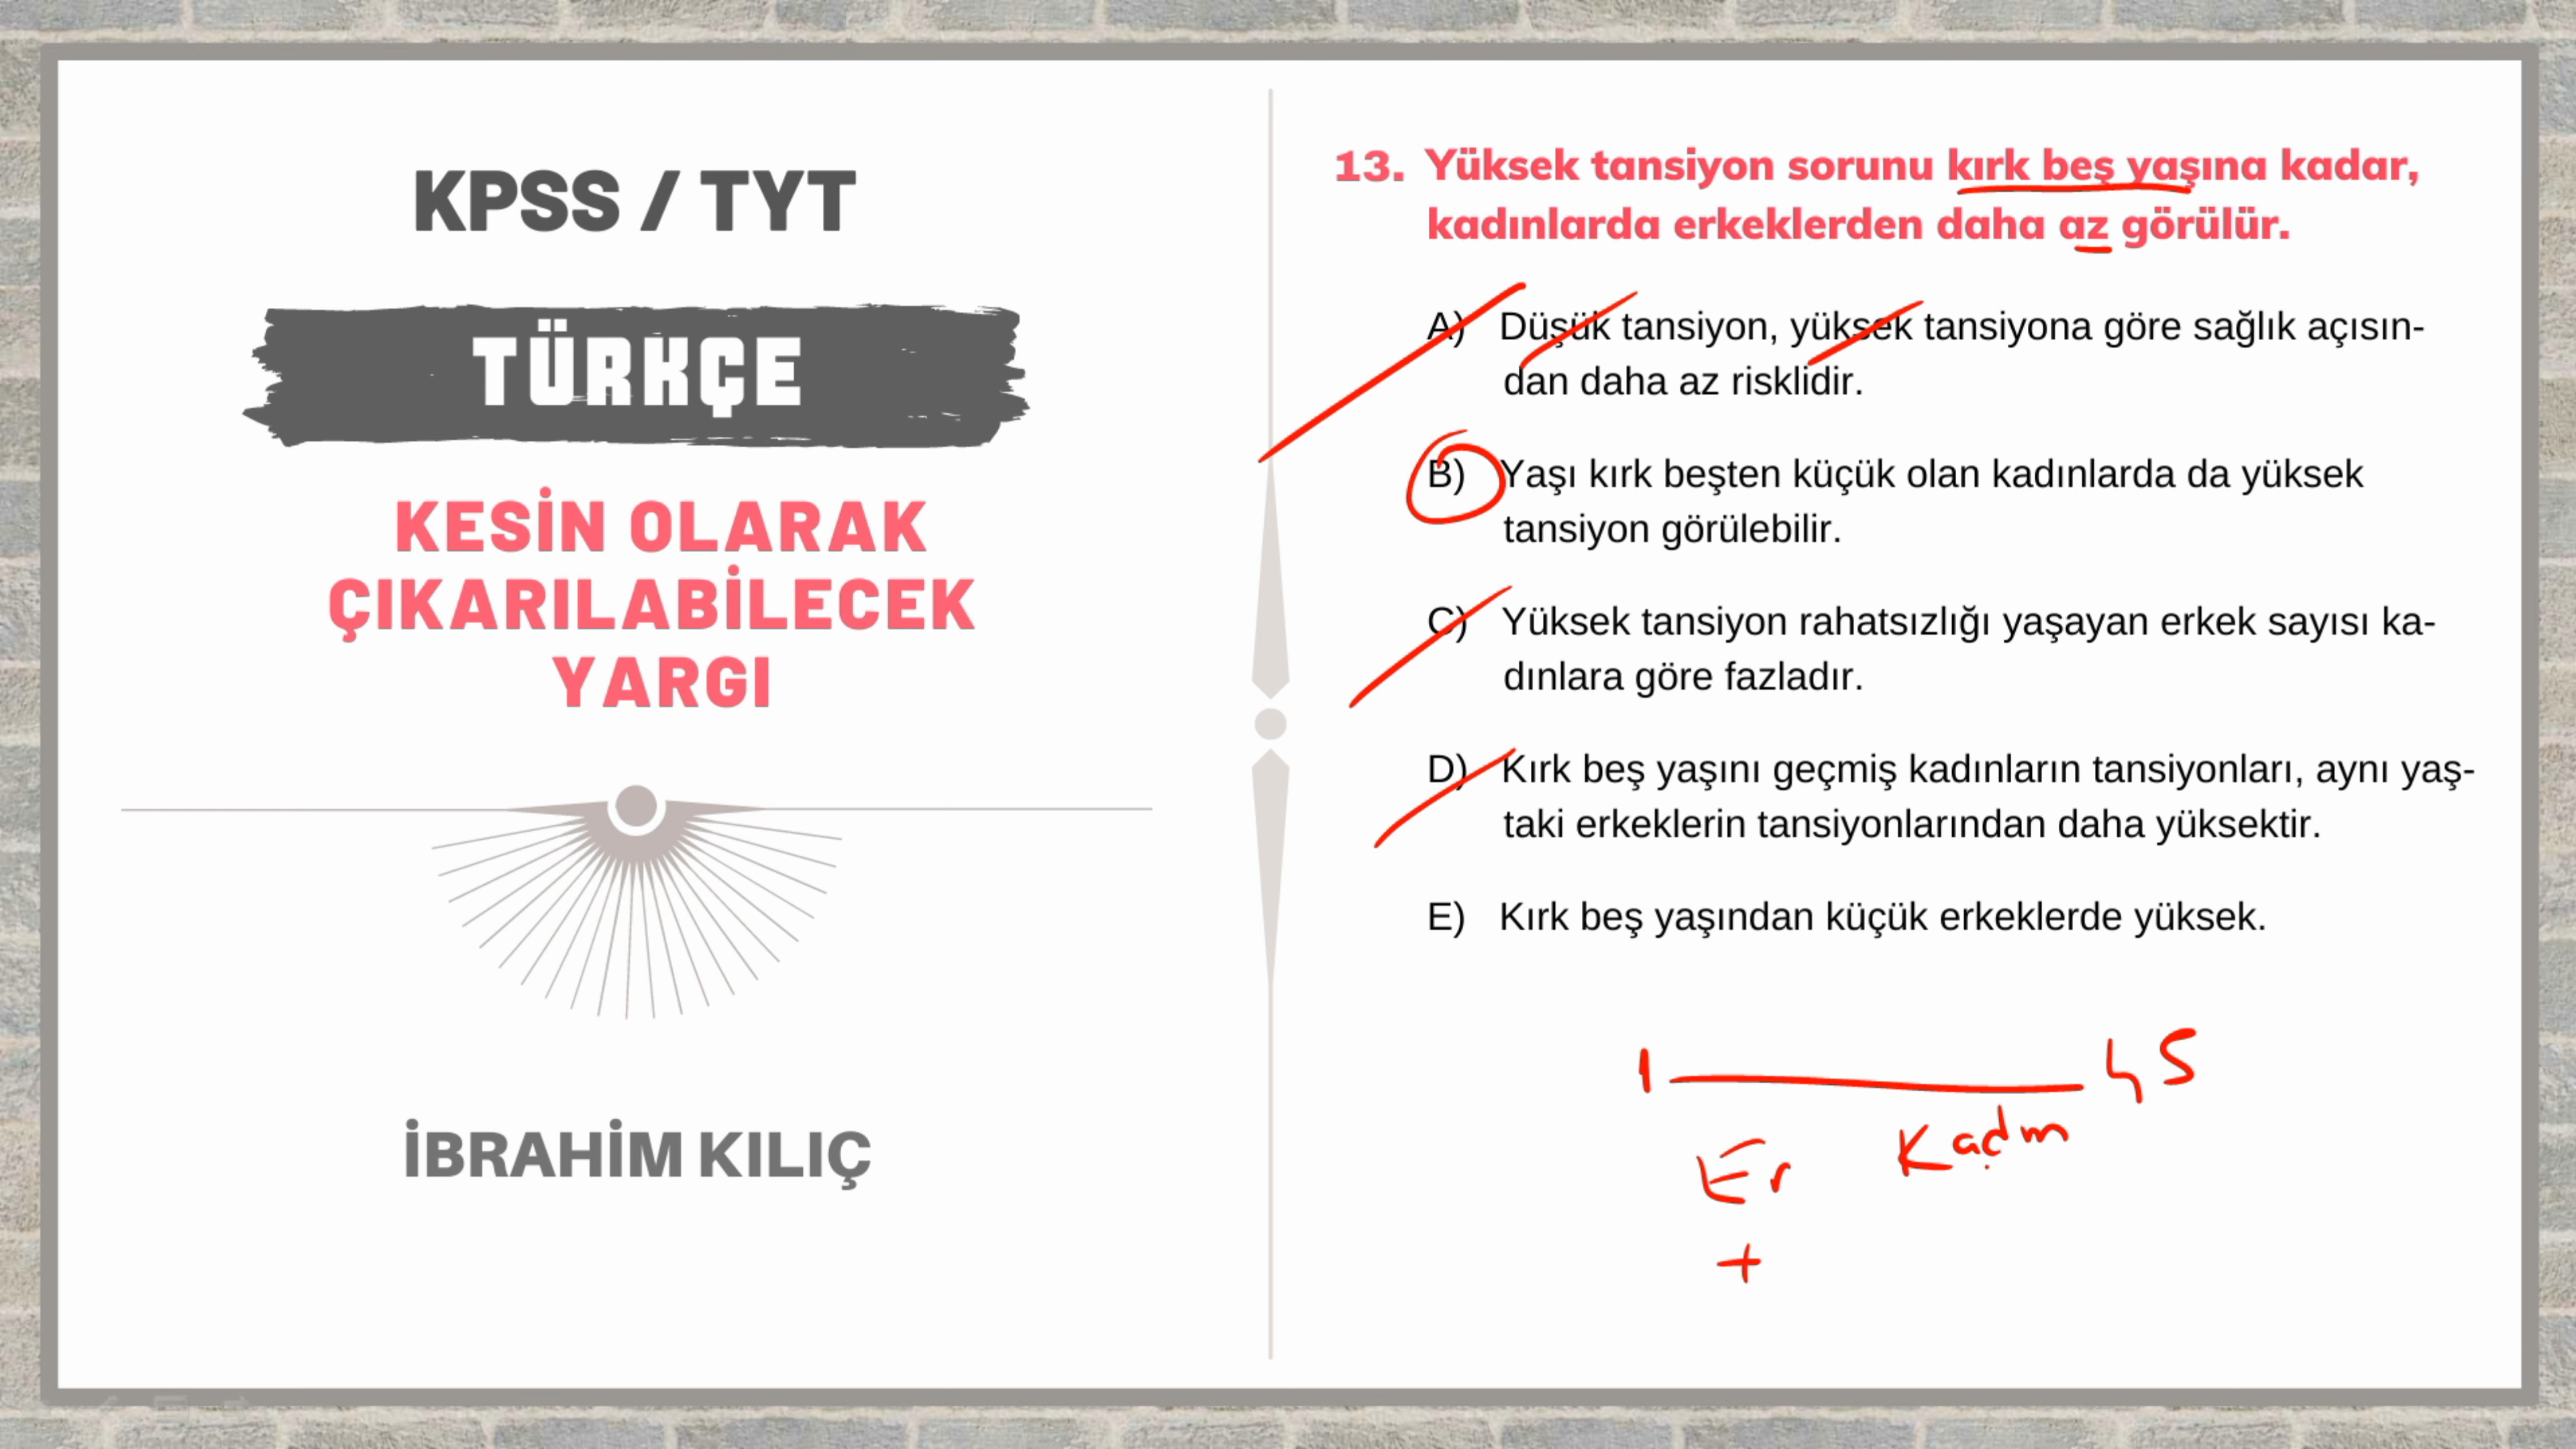 KPSS / TYT
TÜRKÇE
KESİN OLARAK
ÇIKARILABİLECEK
YARGI
İBRAHİM KILIÇ
13. Yüksek tansiyon sorunu kırk beş yaşına kadar,
kadınlarda erkeklerden daha az görülür.
A) Düşük tansiyon, yüksek tansiyona göre sağlık açısın-
dan daha az risklidir.
B) Yaşı kırk beşten küçük olan kadınlarda da yüksek
tansiyon görülebilir.
C) Yüksek tansiyon rahatsızlığı yaşayan erkek sayısı ka-
dınlara göre fazladır.
D) Kırk beş yaşını geçmiş kadınların tansiyonları, aynı yaş-
taki erkeklerin tansiyonlarından daha yüksektir.
E) Kırk beş yaşından küçük erkeklerde yüksek.
1 45
Er Kadın
+